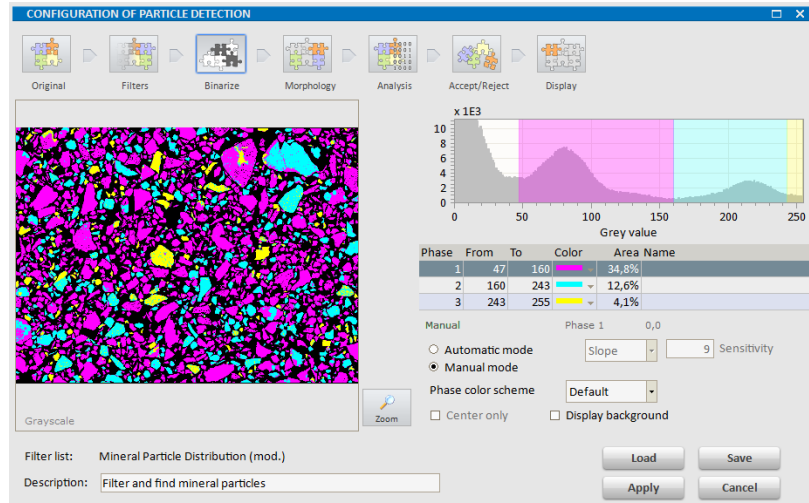 CONFIGURATION OF PARTICLE DETECTION
Original Filters Binarize Morphology Analysis Accept/Reject Display
x 1E3
10
8
6
4
2
0
0 50 100 150 200 250
Grey value
Phase From To Color Area Name
1 47 160 34,8%
2 160 243 12,6%
3 243 255 4,1%
Manual Phase 1 0,0
Automatic mode Slope 9 Sensitivity
Manual mode
Phase color scheme Default
Center only Display background
Grayscale
Zoom
Filter list: Mineral Particle Distribution (mod.)
Load Save
Description: Filter and find mineral particles
Apply Cancel